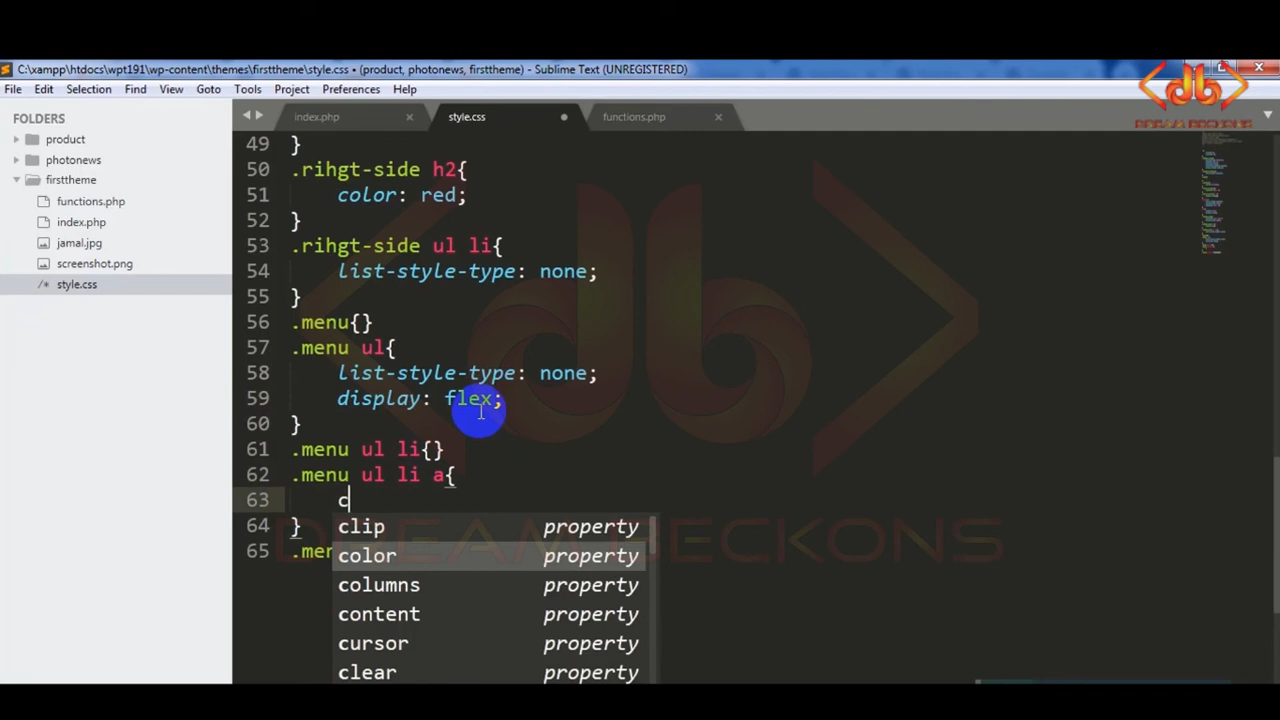 C:\xampp\htdocs\wpt191\wp-content\themes\firsttheme\style.css • (product, photonews, firsttheme) - Sublime Text (UNREGISTERED)
File Edit Selection Find View Goto Tools Project Preferences Help
DREAM BECKONS
FOLDERS
product
photonews
firsttheme
functions.php
index.php
jamal.jpg
screenshot.png
/* style.css
index.php × style.css • functions.php ×
49 }
50 .rihgt-side h2{
51 color: red;
52 }
53 .rihgt-side ul li{
54 list-style-type: none;
55 }
56 .menu{}
57 .menu ul{
58 list-style-type: none;
59 display: flex;
60 }
61 .menu ul li{}
62 .menu ul li a{
63 c
64 }
65 .men
clip property
color property
columns property
content property
cursor property
clear property
DREAM BECKONS